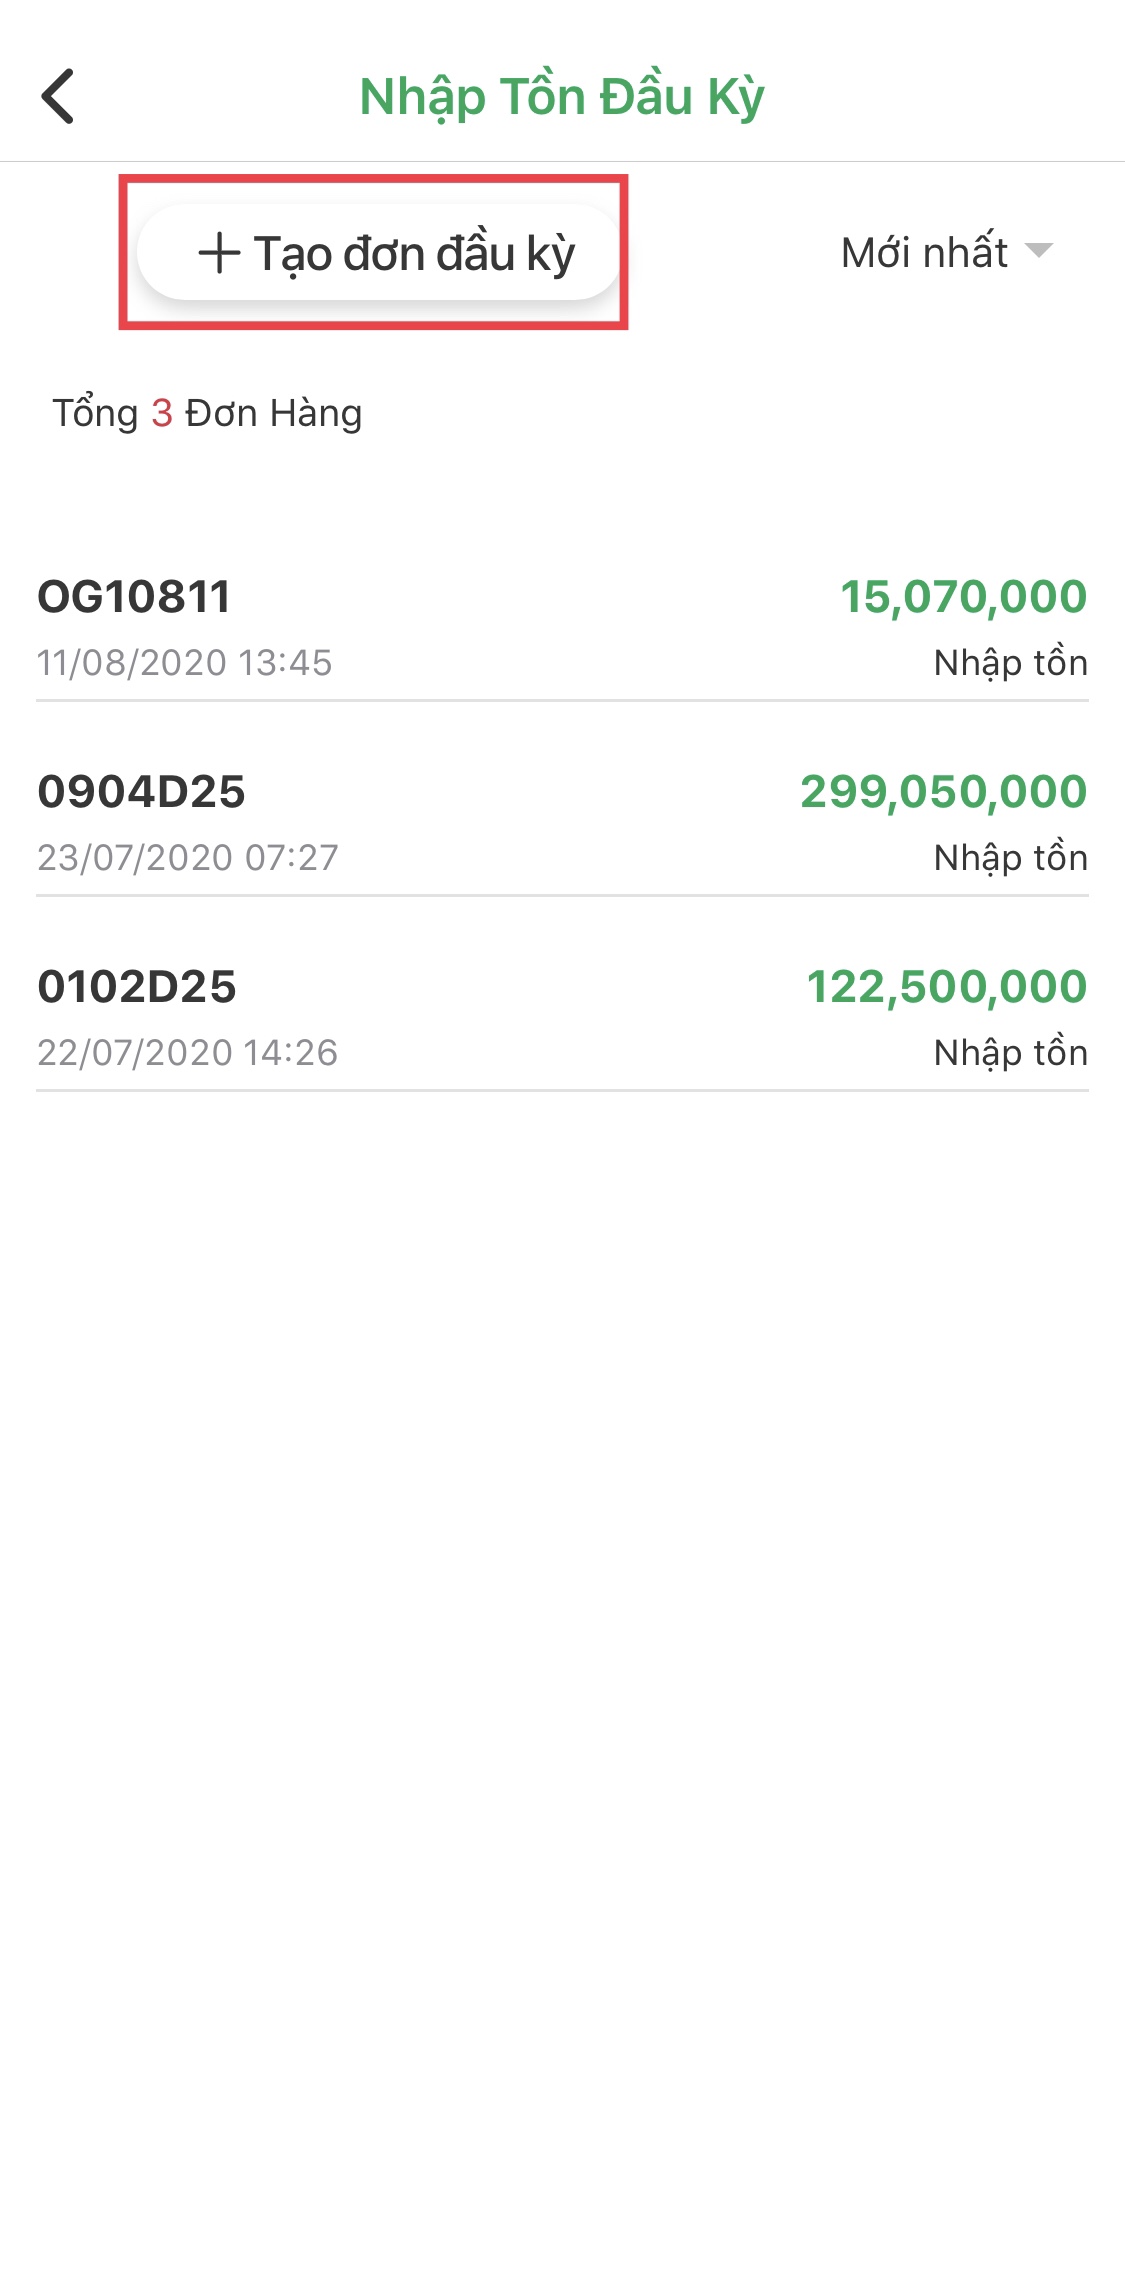 Nhập Tồn Đầu Kỳ
Tạo đơn đầu kỳ
Mới nhất
Tổng 3 Đơn Hàng
OG10811 15,070,000
11/08/2020 13:45 Nhập tồn
0904D25 299,050,000
23/07/2020 07:27 Nhập tồn
0102D25 122,500,000
22/07/2020 14:26 Nhập tồn